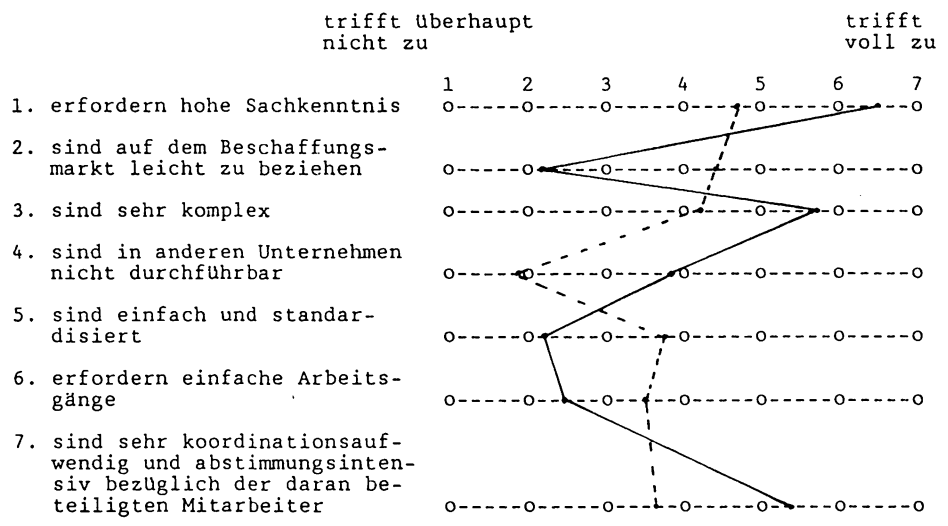 trifft überhaupt trifft
nicht zu voll zu
1 2 3 4 5 6 7
1. erfordern hohe Sachkenntnis o----o----o----o----o----o----o
2. sind auf dem Beschaffungs-
markt leicht zu beziehen o----o----o----o----o----o----o
3. sind sehr komplex o----o----o----o----o----o----o
4. sind in anderen Unternehmen
nicht durchführbar o----o----o----o----o----o----o
5. sind einfach und standar-
disiert o----o----o----o----o----o----o
6. erfordern einfache Arbeits-
gänge o----o----o----o----o----o----o
7. sind sehr koordinationsauf-
wendig und abstimmungsinten-
siv bezüglich der daran be-
teiligten Mitarbeiter o----o----o----o----o----o----o